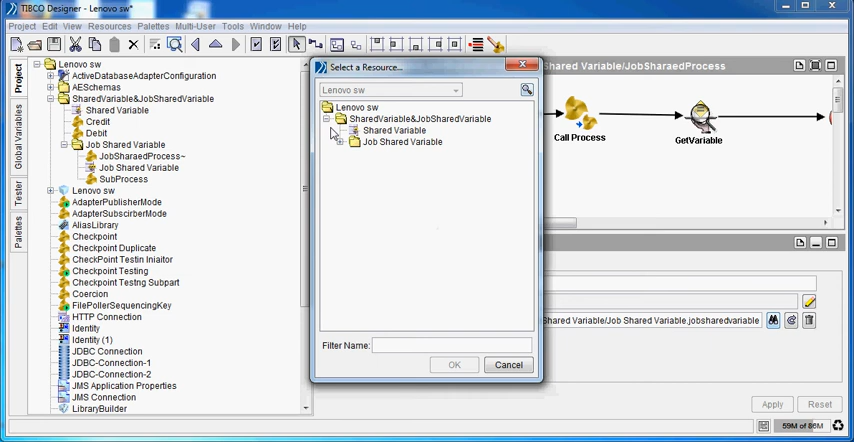 TIBCO Designer - Lenovo sw*
Project Edit View Resources Palettes Multi-User Tools Window Help
Project
Global Variables
Tester
Palettes
Lenovo sw
ActiveDatabaseAdapterConfiguration
AESchemas
SharedVariable&JobSharedVariable
Shared Variable
Credit
Debit
Job Shared Variable
JobSharaedProcess~
Job Shared Variable
SubProcess
Lenovo sw
AdapterPublisherMode
AdapterSubscirberMode
AliasLibrary
Checkpoint
Checkpoint Duplicate
CheckPoint Testin Iniaitor
Checkpoint Testing
Checkpoint Testng Subpart
Coercion
FilePollerSequencingKey
HTTP Connection
Identity
Identity (1)
JDBC Connection
JDBC-Connection-1
JDBC-Connection-2
JMS Application Properties
JMS Connection
LibraryBuilder
Select a Resource...
Lenovo sw
Lenovo sw
SharedVariable&JobSharedVariable
Shared Variable
Job Shared Variable
Filter Name:
OK Cancel
Shared Variable/JobSharaedProcess
Call Process
GetVariable
Shared Variable/Job Shared Variable.jobsharedvariable
Apply Reset
59M of 86M